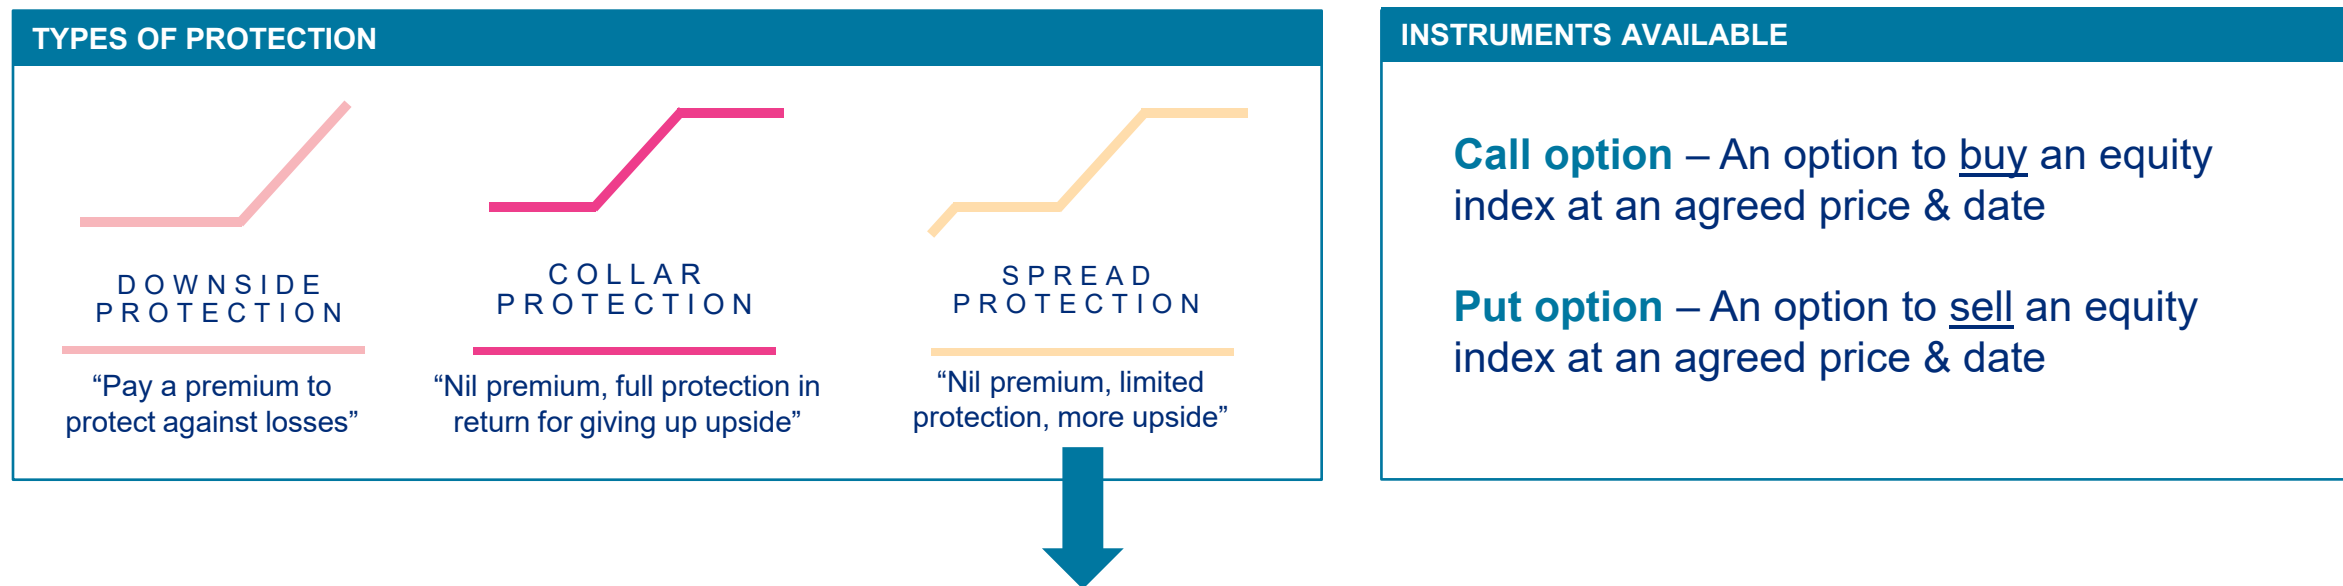 TYPES OF PROTECTION
DOWNSIDE
PROTECTION
“Pay a premium to
protect against losses”
COLLAR
PROTECTION
“Nil premium, full protection in
return for giving up upside”
SPREAD
PROTECTION
“Nil premium, limited
protection, more upside”
INSTRUMENTS AVAILABLE
Call option – An option to buy an equity
index at an agreed price & date
Put option – An option to sell an equity
index at an agreed price & date